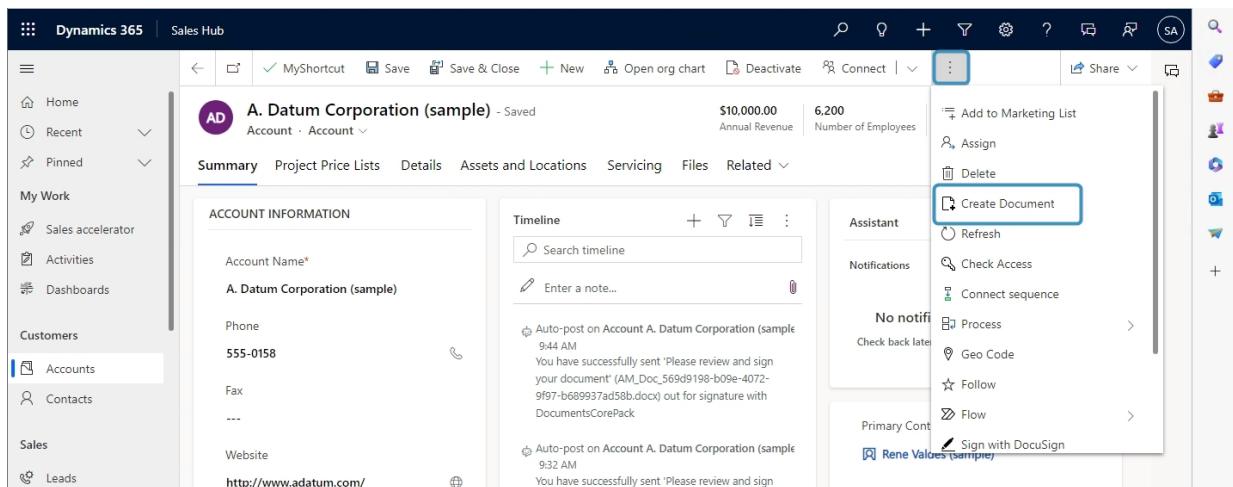 Dynamics 365 Sales Hub
SA
MyShortcut Save Save & Close New Open org chart Deactivate Connect Share
Home
Recent
Pinned
My Work
Sales accelerator
Activities
Dashboards
Customers
Accounts
Contacts
Sales
Leads
AD
A. Datum Corporation (sample) - Saved
Account · Account
$10,000.00
Annual Revenue
6,200
Number of Employees
Summary Project Price Lists Details Assets and Locations Servicing Files Related
ACCOUNT INFORMATION
Account Name*
A. Datum Corporation (sample)
Phone
555-0158
Fax
---
Website
http://www.adatum.com/
Timeline
Search timeline
Enter a note...
Auto-post on Account A. Datum Corporation (sample
9:44 AM
You have successfully sent 'Please review and sign
your document' (AM_Doc_569d9198-b09e-4072-
9f97-b689937ad58b.docx) out for signature with
DocumentsCorePack
Auto-post on Account A. Datum Corporation (sample
9:32 AM
You have successfully sent 'Please review and sign
Assistant
Notifications
No notifi
Check back late
Primary Cont
Rene Valdes (sample)
Add to Marketing List
Assign
Delete
Create Document
Refresh
Check Access
Connect sequence
Process
Geo Code
Follow
Flow
Sign with DocuSign